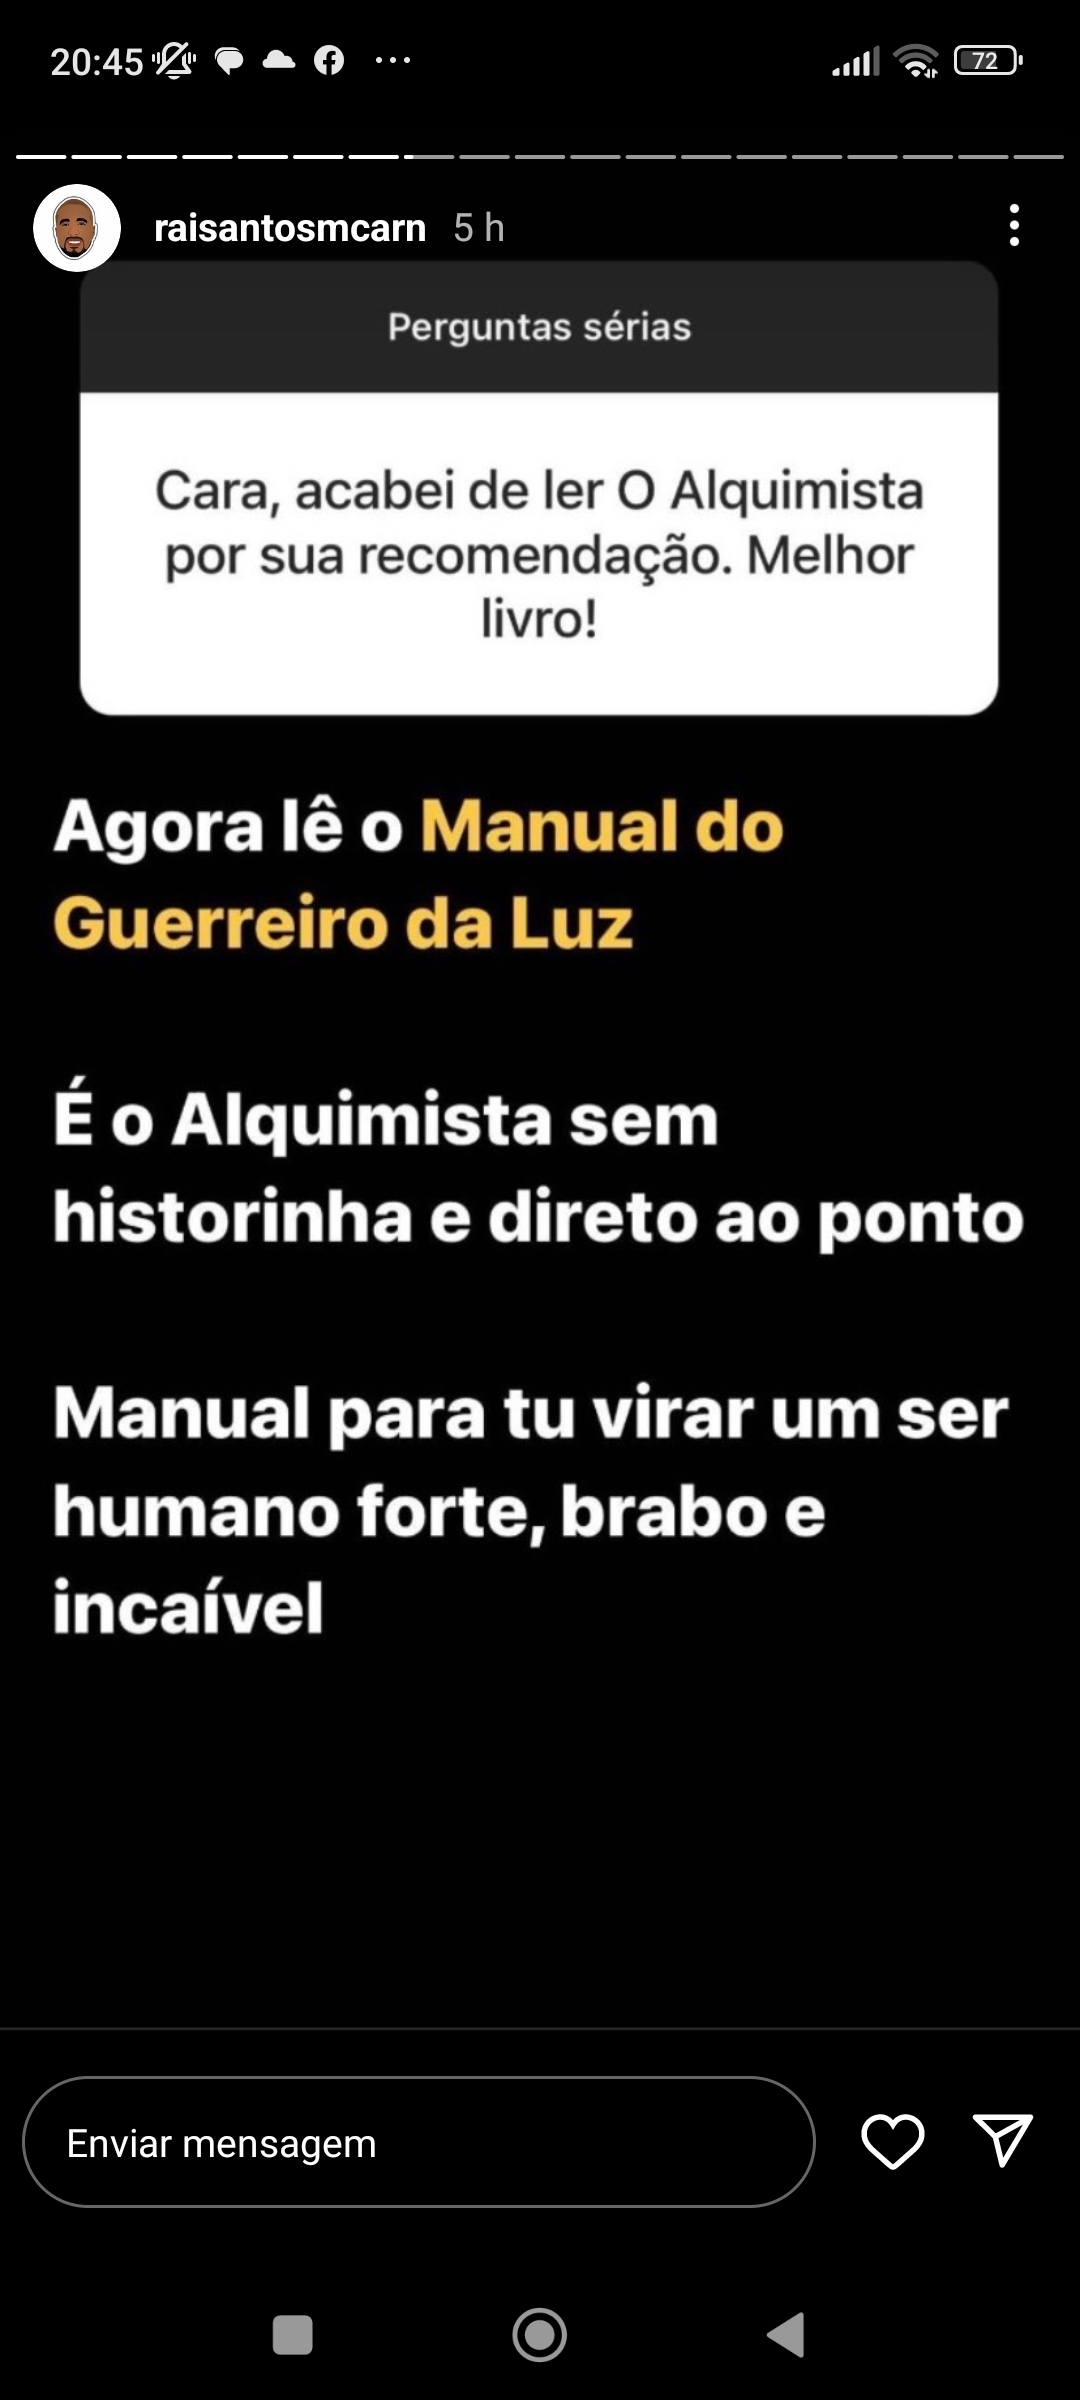 20:45
72
raisantosmcarn 5 h
Perguntas sérias
Cara, acabei de ler O Alquimista
por sua recomendação. Melhor
livro!
Agora lê o Manual do
Guerreiro da Luz
É o Alquimista sem
historinha e direto ao ponto
Manual para tu virar um ser
humano forte, brabo e
incaível
Enviar mensagem